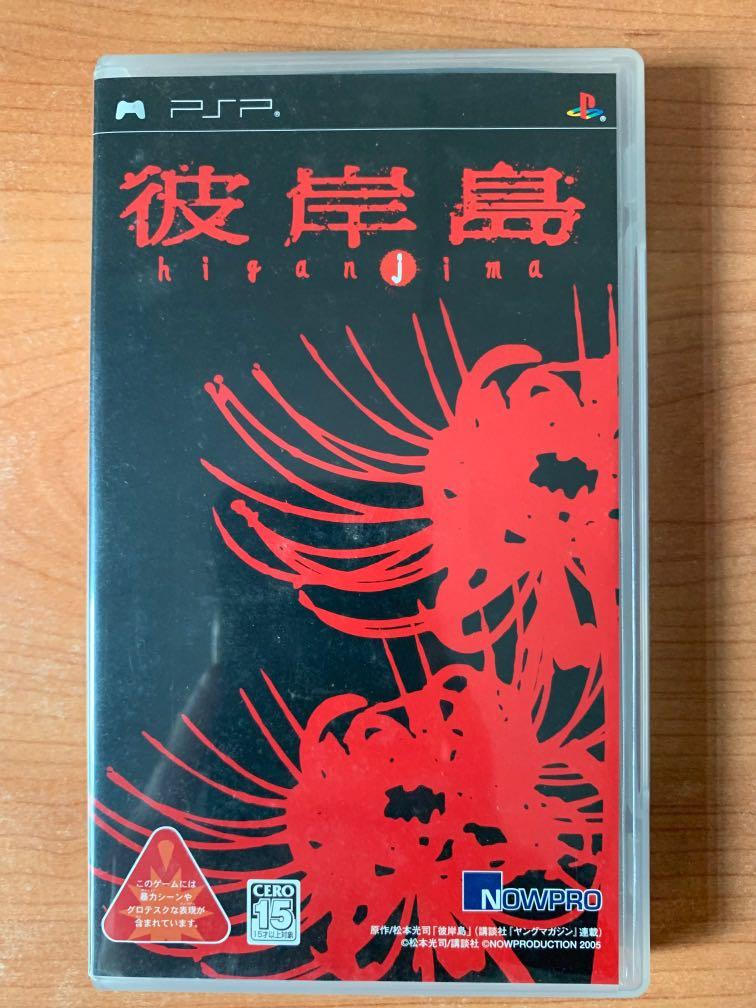 PSP®
彼岸島
higanjima
このゲームには
暴力シーンや
グロテスクな表現が
含まれています。
CERO
15
15才以上対象
NOWPRO
原作/松本光司「彼岸島」(講談社「ヤングマガジン」連載)
©松本光司/講談社 ©NOWPRODUCTION 2005